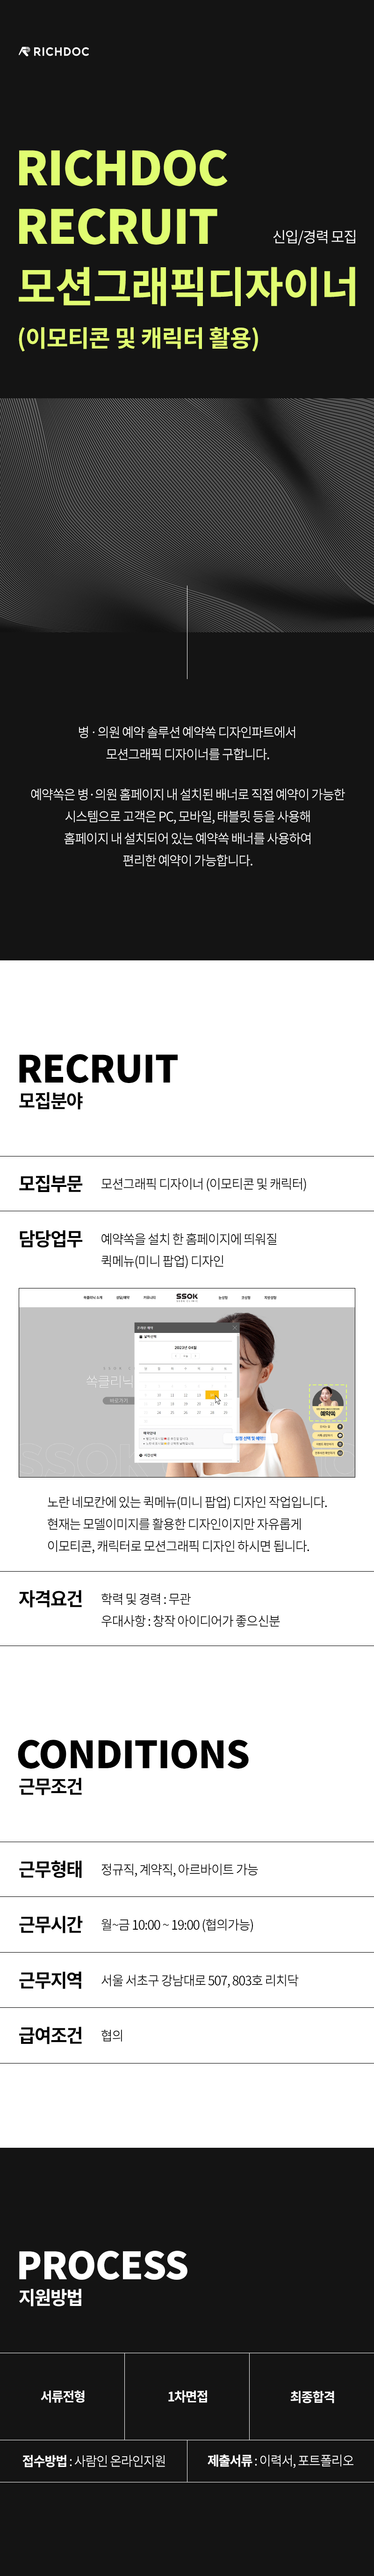 RICHDOC
RICHDOC
RECRUIT
신입/경력 모집
모션그래픽디자이너
(이모티콘 및 캐릭터 활용)
병 · 의원 예약 솔루션 예약쏙 디자인파트에서
모션그래픽 디자이너를 구합니다.
예약쏙은 병 · 의원 홈페이지 내 설치된 배너로 직접 예약이 가능한
시스템으로 고객은 PC, 모바일, 태블릿 등을 사용해
홈페이지 내 설치되어 있는 예약쏙 배너를 사용하여
편리한 예약이 가능합니다.
RECRUIT
모집분야
모집부문 모션그래픽 디자이너 (이모티콘 및 캐릭터)
담당업무 예약쏙을 설치 한 홈페이지에 띄워질
퀵메뉴(미니 팝업) 디자인
SSOK
2023년 04월
쏙클리닉
예약쏙
노란 네모칸에 있는 퀵메뉴(미니 팝업) 디자인 작업입니다.
현재는 모델이미지를 활용한 디자인이지만 자유롭게
이모티콘, 캐릭터로 모션그래픽 디자인 하시면 됩니다.
자격요건 학력 및 경력 : 무관
우대사항 : 창작 아이디어가 좋으신분
CONDITIONS
근무조건
근무형태 정규직, 계약직, 아르바이트 가능
근무시간 월~금 10:00 ~ 19:00 (협의가능)
근무지역 서울 서초구 강남대로 507, 803호 리치닥
급여조건 협의
PROCESS
지원방법
서류전형 1차면접 최종합격
접수방법 : 사람인 온라인지원 제출서류 : 이력서, 포트폴리오